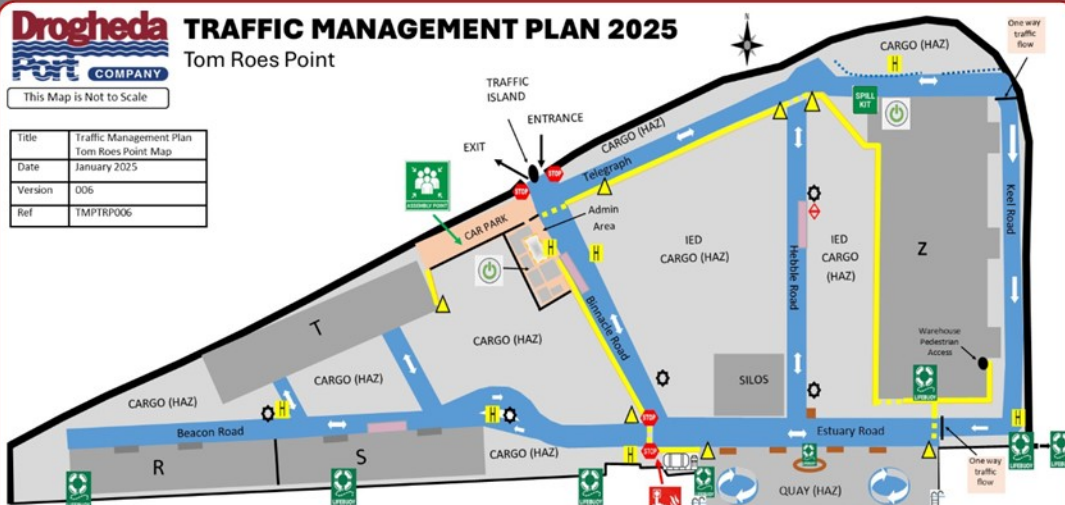 Drogheda
Port COMPANY
TRAFFIC MANAGEMENT PLAN 2025
Tom Roes Point
This Map is Not to Scale
Title Traffic Management Plan
Tom Roes Point Map
Date January 2025
Version 006
Ref TMPTRP006
N
One way
traffic
flow
CARGO (HAZ)
H
TRAFFIC
ISLAND
ENTRANCE
EXIT
STOP
STOP
CARGO (HAZ)
Telegraph
SPILL
KIT
ASSEMBLY POINT
CAR PARK
Admin
Area
H
H
IED
CARGO (HAZ)
Hebble Road
IED
CARGO
(HAZ)
Z
Keel Road
T
Binnacle Road
CARGO (HAZ)
CARGO (HAZ)
CARGO (HAZ)
SILOS
Warehouse
Pedestrian
Access
LIFEBUOY
H
H
STOP
H
Beacon Road
Estuary Road
R
S
CARGO (HAZ)
H
STOP
LIFEBUOY
LIFEBUOY
LIFEBUOY
LIFEBUOY
QUAY (HAZ)
One way
traffic
flow
LIFEBUOY